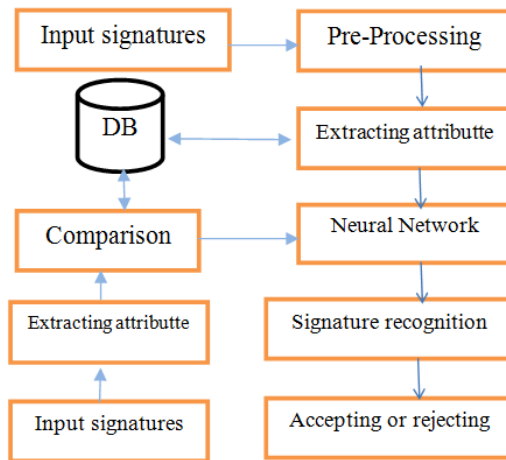 Input signatures
Pre-Processing
DB
Extracting attributte
Comparison
Neural Network
Extracting attributte
Signature recognition
Input signatures
Accepting or rejecting